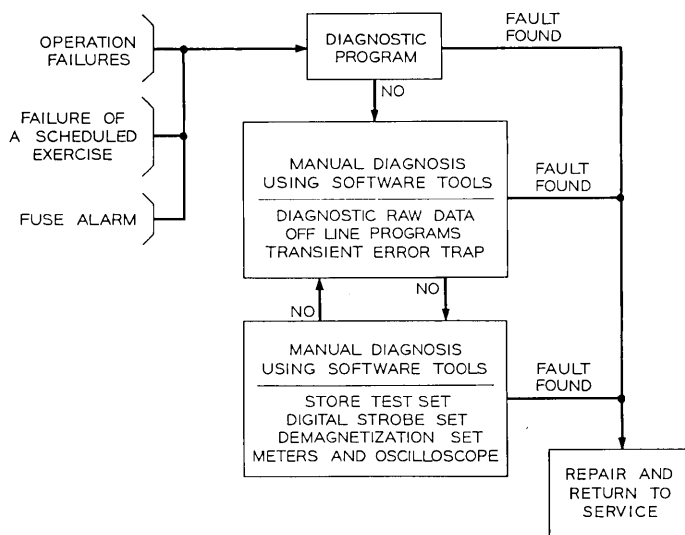 OPERATION
FAILURES
FAILURE OF
A SCHEDULED
EXERCISE
FUSE ALARM
DIAGNOSTIC
PROGRAM
FAULT
FOUND
NO
MANUAL DIAGNOSIS
USING SOFTWARE TOOLS
DIAGNOSTIC RAW DATA
OFF LINE PROGRAMS
TRANSIENT ERROR TRAP
FAULT
FOUND
NO
NO
MANUAL DIAGNOSIS
USING SOFTWARE TOOLS
STORE TEST SET
DIGITAL STROBE SET
DEMAGNETIZATION SET
METERS AND OSCILLOSCOPE
FAULT
FOUND
REPAIR AND
RETURN TO
SERVICE